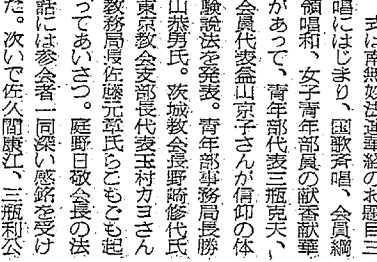 式は南無妙法蓮華経のお題目三
唱にはじまり、国歌斉唱、会員綱
領唱和、女子青年部員の献香献華
があって、青年部代表三瓶克天、
会員代表益山京子さんが信仰の体
験説法を発表。青年部事務局長勝
山恭男氏。茨城教会長野崎修代氏
東京教会支部長代表玉村カヨさん
教務局長佐藤元章氏らこもごも起
ってあいさつ。庭野日敬会長の法
話には参会者一同深い感銘を受け
た。次いで佐久間康江、三瓶利公